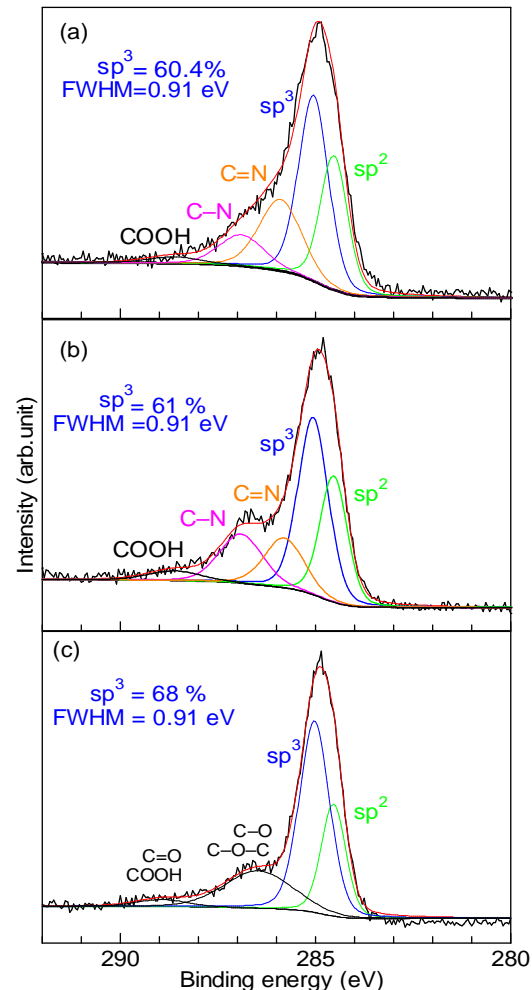 (a)
sp³ = 60.4%
FWHM=0.91 eV
sp³
sp²
C=N
C–N
COOH
(b)
sp³ = 61 %
FWHM =0.91 eV
sp³
sp²
C=N
C–N
COOH
Intensity (arb.unit)
(c)
sp³ = 68 %
FWHM = 0.91 eV
sp³
sp²
C–O
C–O–C
C=O
COOH
290 285 280
Binding energy (eV)